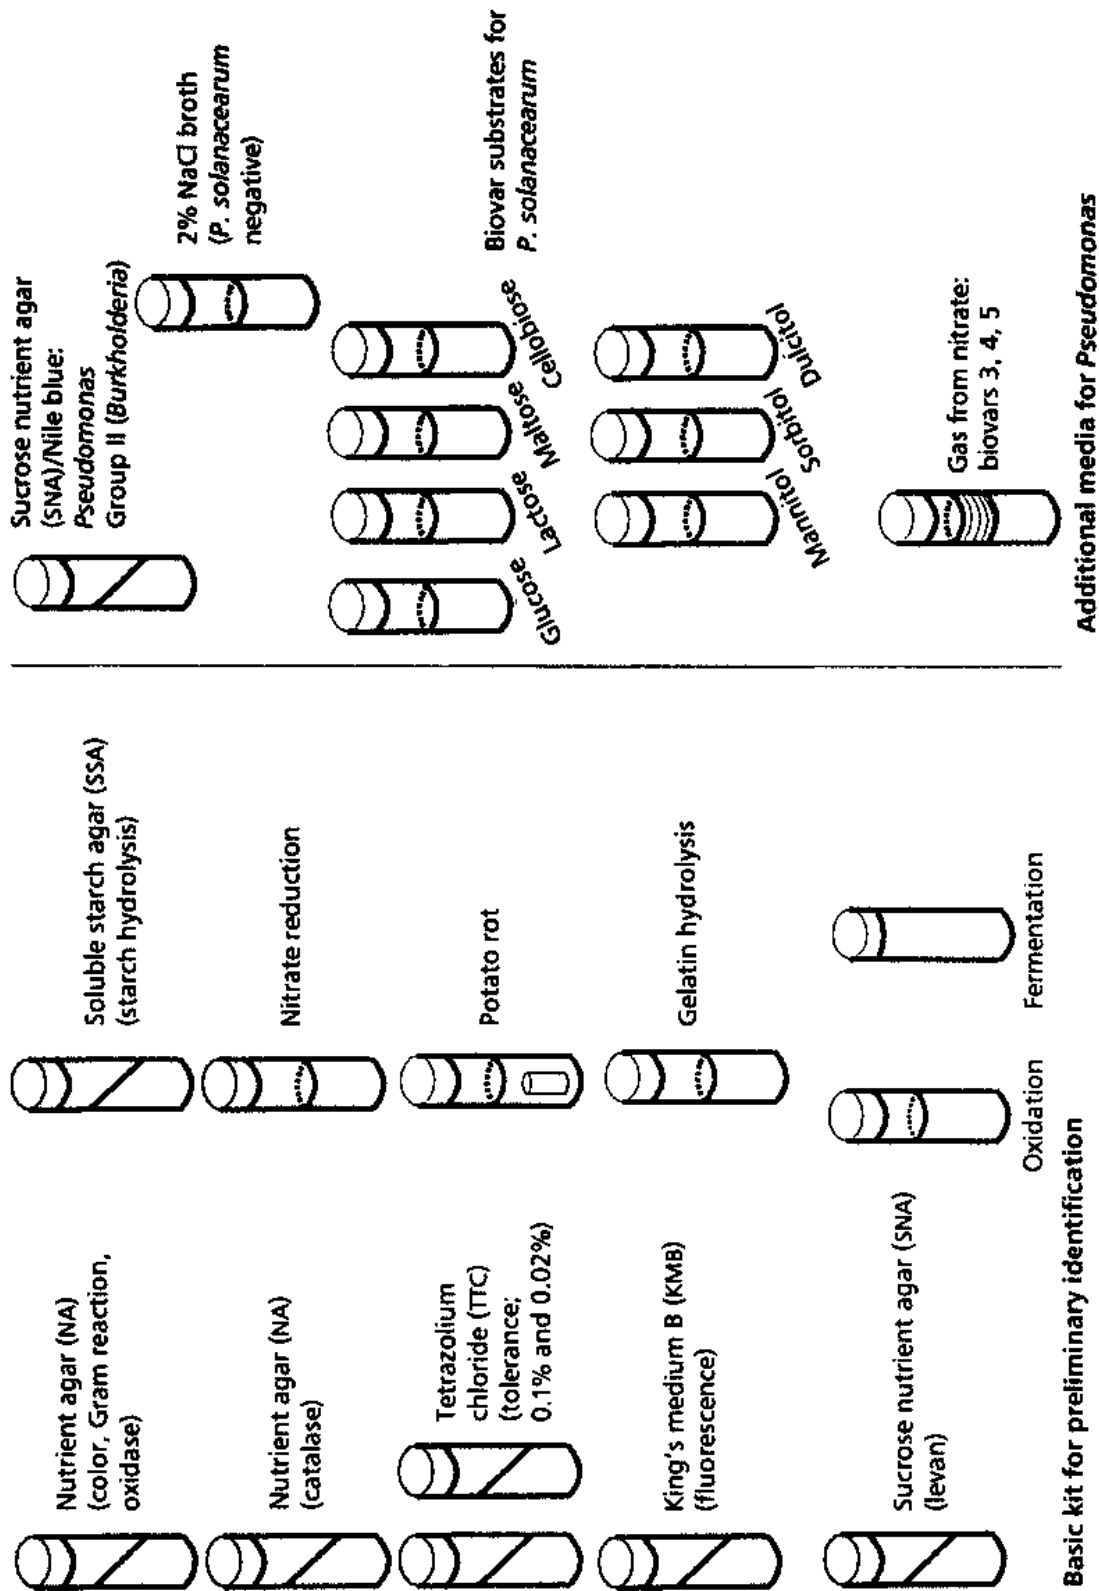 Nutrient agar (NA)
(color, Gram reaction,
oxidase)
Nutrient agar (NA)
(catalase)
Tetrazolium
chloride (TTC)
(tolerance;
0.1% and 0.02%)
King's medium B (KMB)
(fluorescence)
Sucrose nutrient agar (SNA)
(levan)
Soluble starch agar (SSA)
(starch hydrolysis)
Nitrate reduction
Potato rot
Gelatin hydrolysis
Oxidation
Fermentation
Basic kit for preliminary identification
Sucrose nutrient agar
(SNA)/Nile blue:
Pseudomonas
Group II (Burkholderia)
2% NaCl broth
(P. solanacearum
negative)
Glucose
Lactose
Maltose
Cellobiose
Biovar substrates for
P. solanacearum
Mannitol
Sorbitol
Dulcitol
Gas from nitrate:
biovars 3, 4, 5
Additional media for Pseudomonas